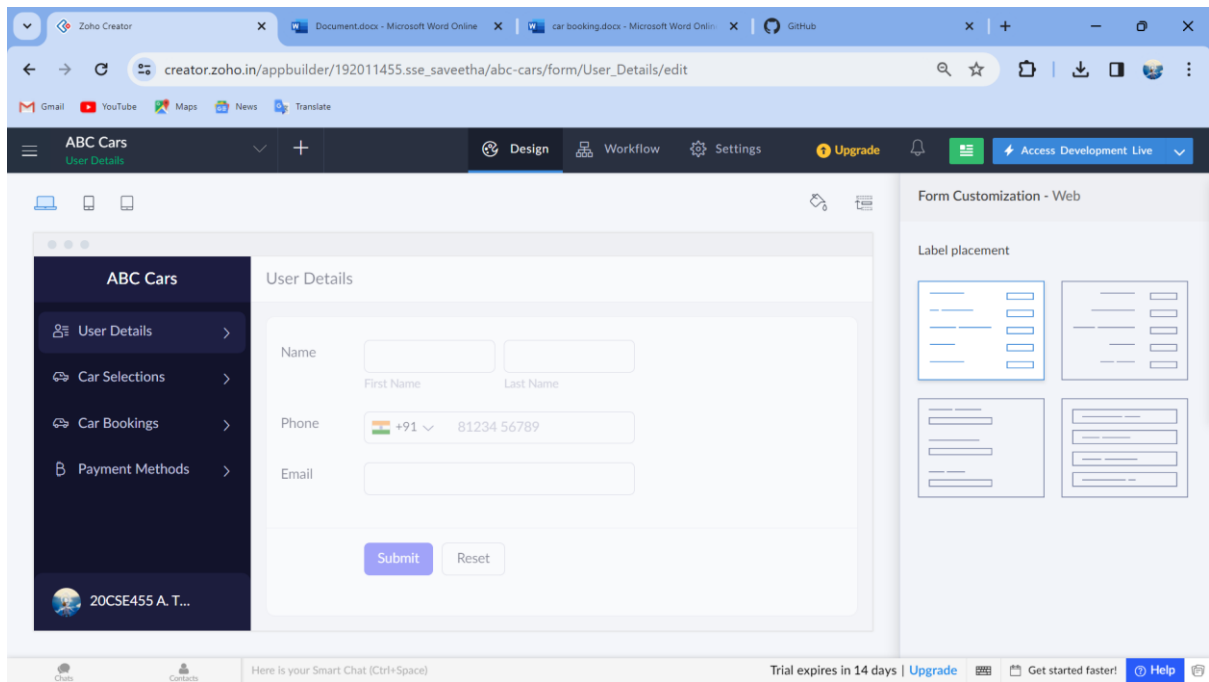 Zoho Creator
Document.docx - Microsoft Word Online
car booking.docx - Microsoft Word Onlin
GitHub
creator.zoho.in/appbuilder/192011455.sse_saveetha/abc-cars/form/User_Details/edit
Gmail YouTube Maps News Translate
ABC Cars
User Details
Design Workflow Settings Upgrade Access Development Live
Form Customization - Web
Label placement
ABC Cars
User Details
Car Selections
Car Bookings
Payment Methods
20CSE455 A. T...
User Details
Name
First Name Last Name
Phone +91 81234 56789
Email
Submit Reset
Chats Contacts Here is your Smart Chat (Ctrl+Space) Trial expires in 14 days | Upgrade Get started faster! Help